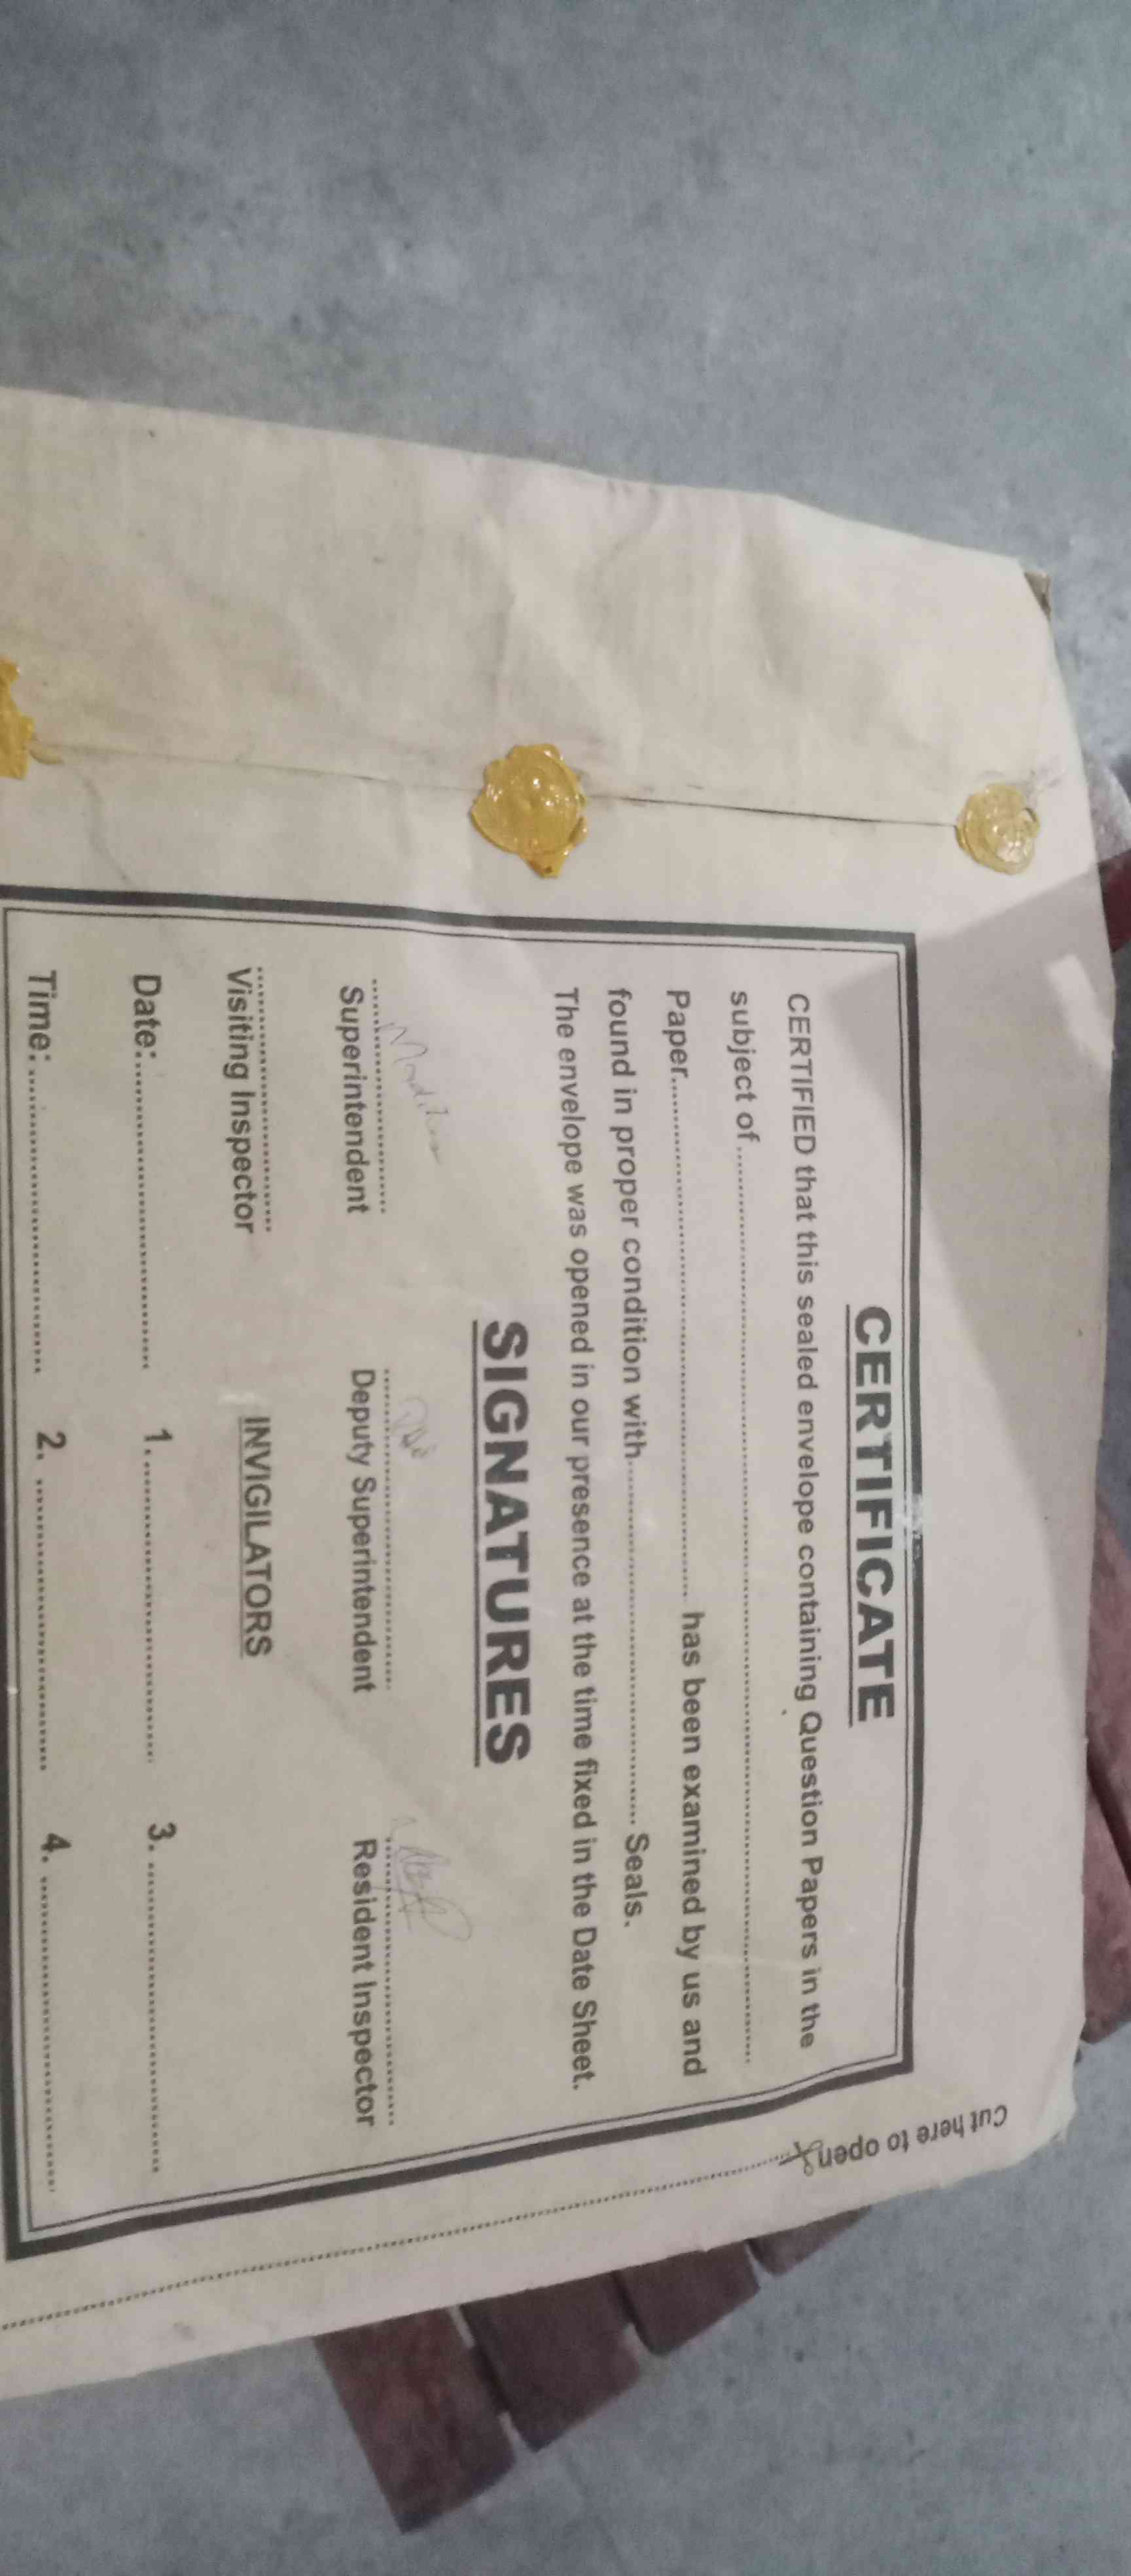 CERTIFICATE
CERTIFIED that this sealed envelope containing Question Papers in the
subject of
Paper has been examined by us and
found in proper condition with Seals.
The envelope was opened in our presence at the time fixed in the Date Sheet.
SIGNATURES
Superintendent Deputy Superintendent Resident Inspector
Visiting Inspector INVIGILATORS
Date: 1. 3.
Time: 2. 4.
Cut here to open